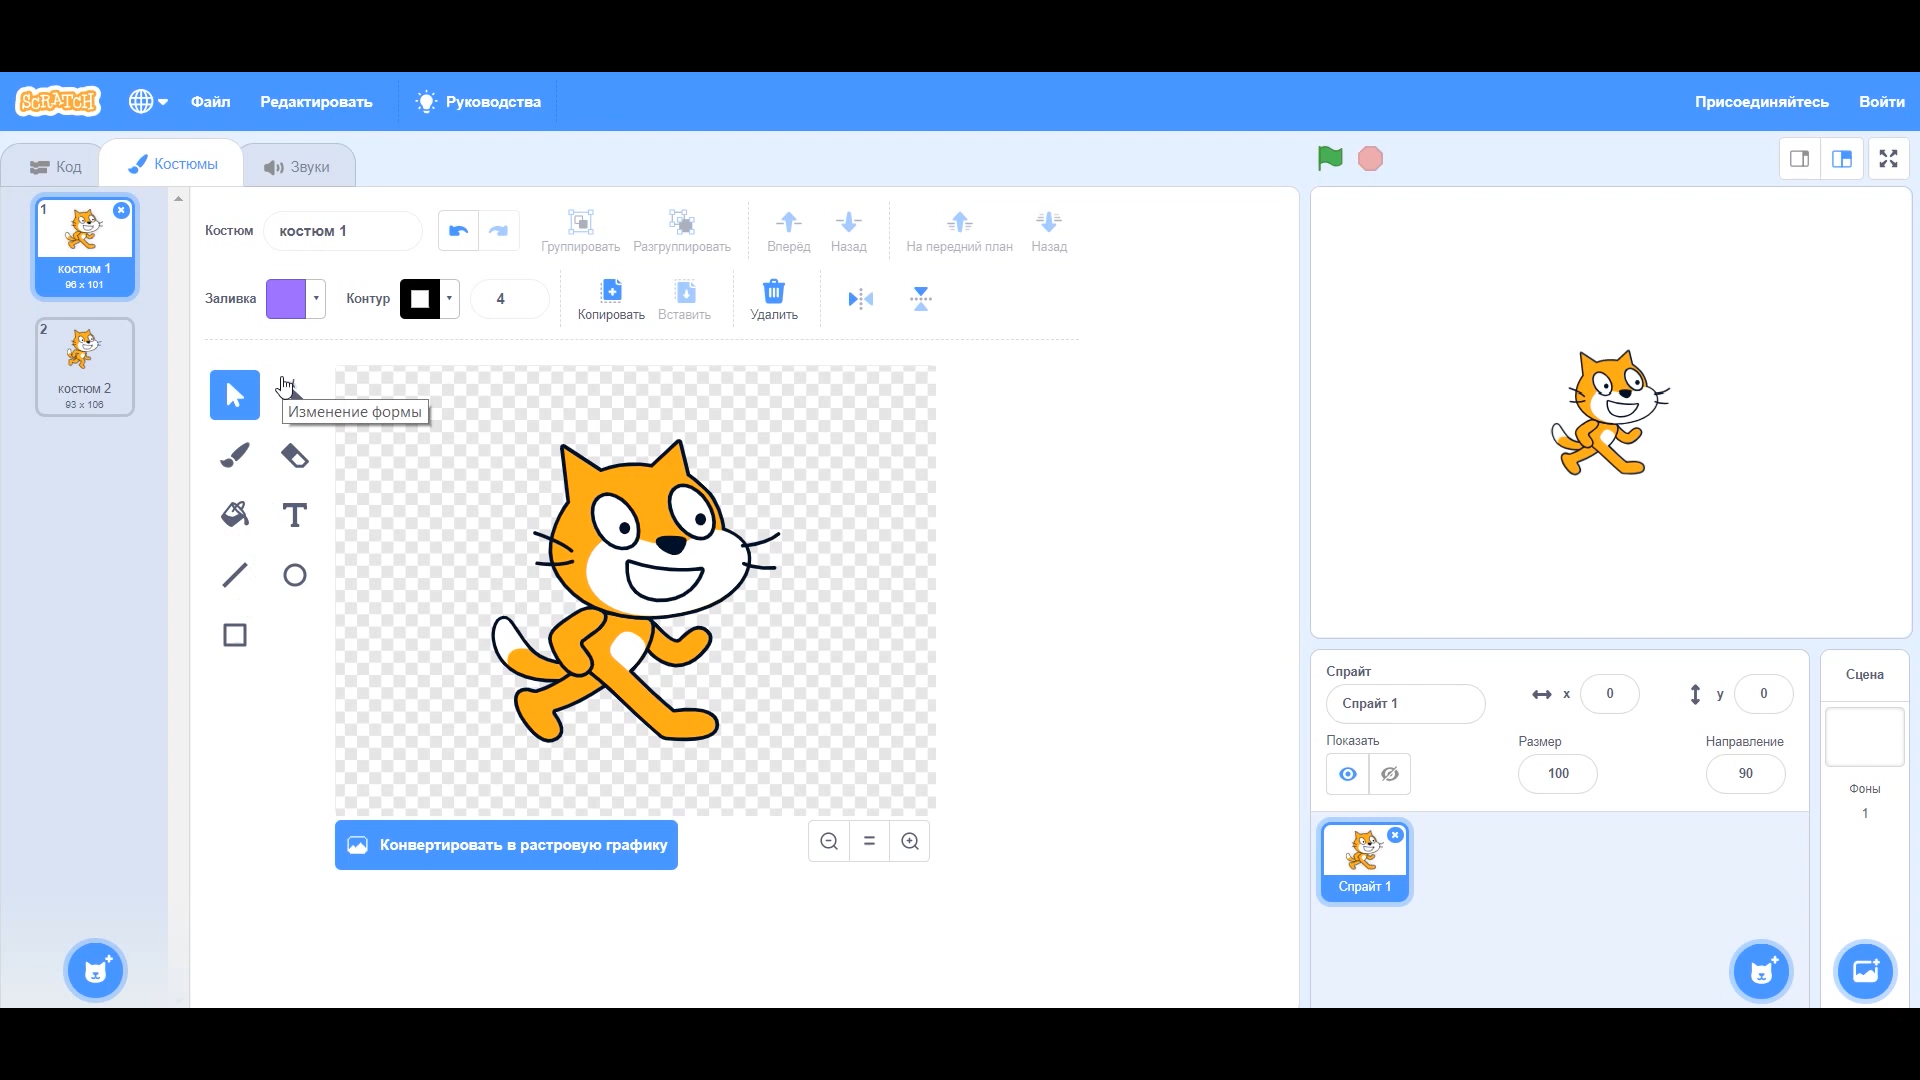 SCRATCH
Файл
Редактировать
Руководства
Присоединяйтесь
Войти
Код
Костюмы
Звуки
1
костюм 1
96 x 101
2
костюм 2
93 x 106
Костюм
костюм 1
Группировать
Разгруппировать
Вперёд
Назад
На передний план
Назад
Заливка
Контур
4
Копировать
Вставить
Удалить
Изменение формы
T
Конвертировать в растровую графику
Спрайт
Спрайт 1
x
0
y
0
Показать
Размер
100
Направление
90
Спрайт 1
Сцена
Фоны
1